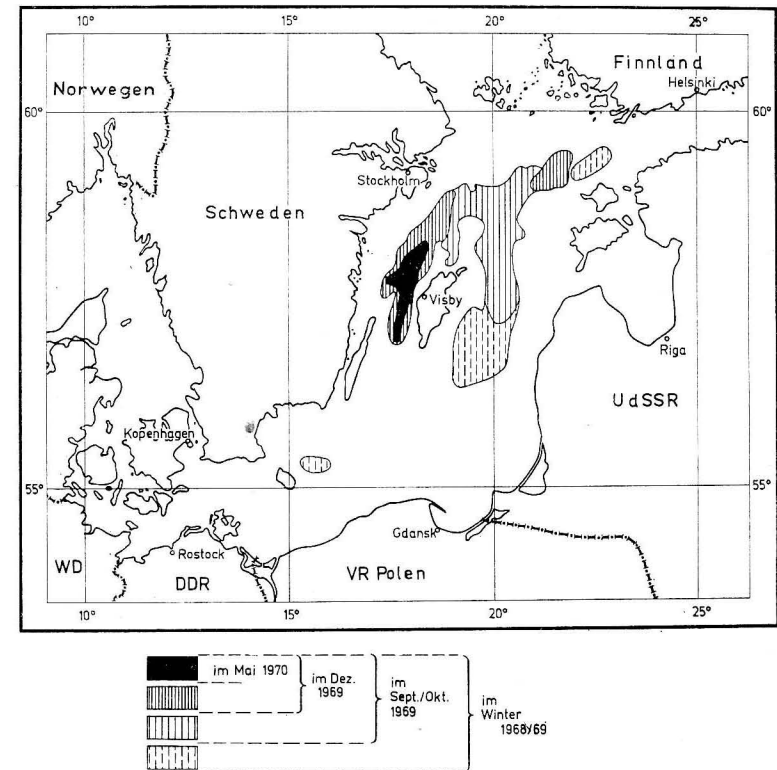 10° 15° 20° 25°
Norwegen
Finnland
Helsinki
60° 60°
Stockholm
Schweden
Visby
Riga
UdSSR
Kopenhagen
55° 55°
Gdansk
Rostock
WD
DDR
VR Polen
10° 15° 20° 25°
im Mai 1970
im Dez.
1969
im
Sept./Okt.
1969
im
Winter
1968/69